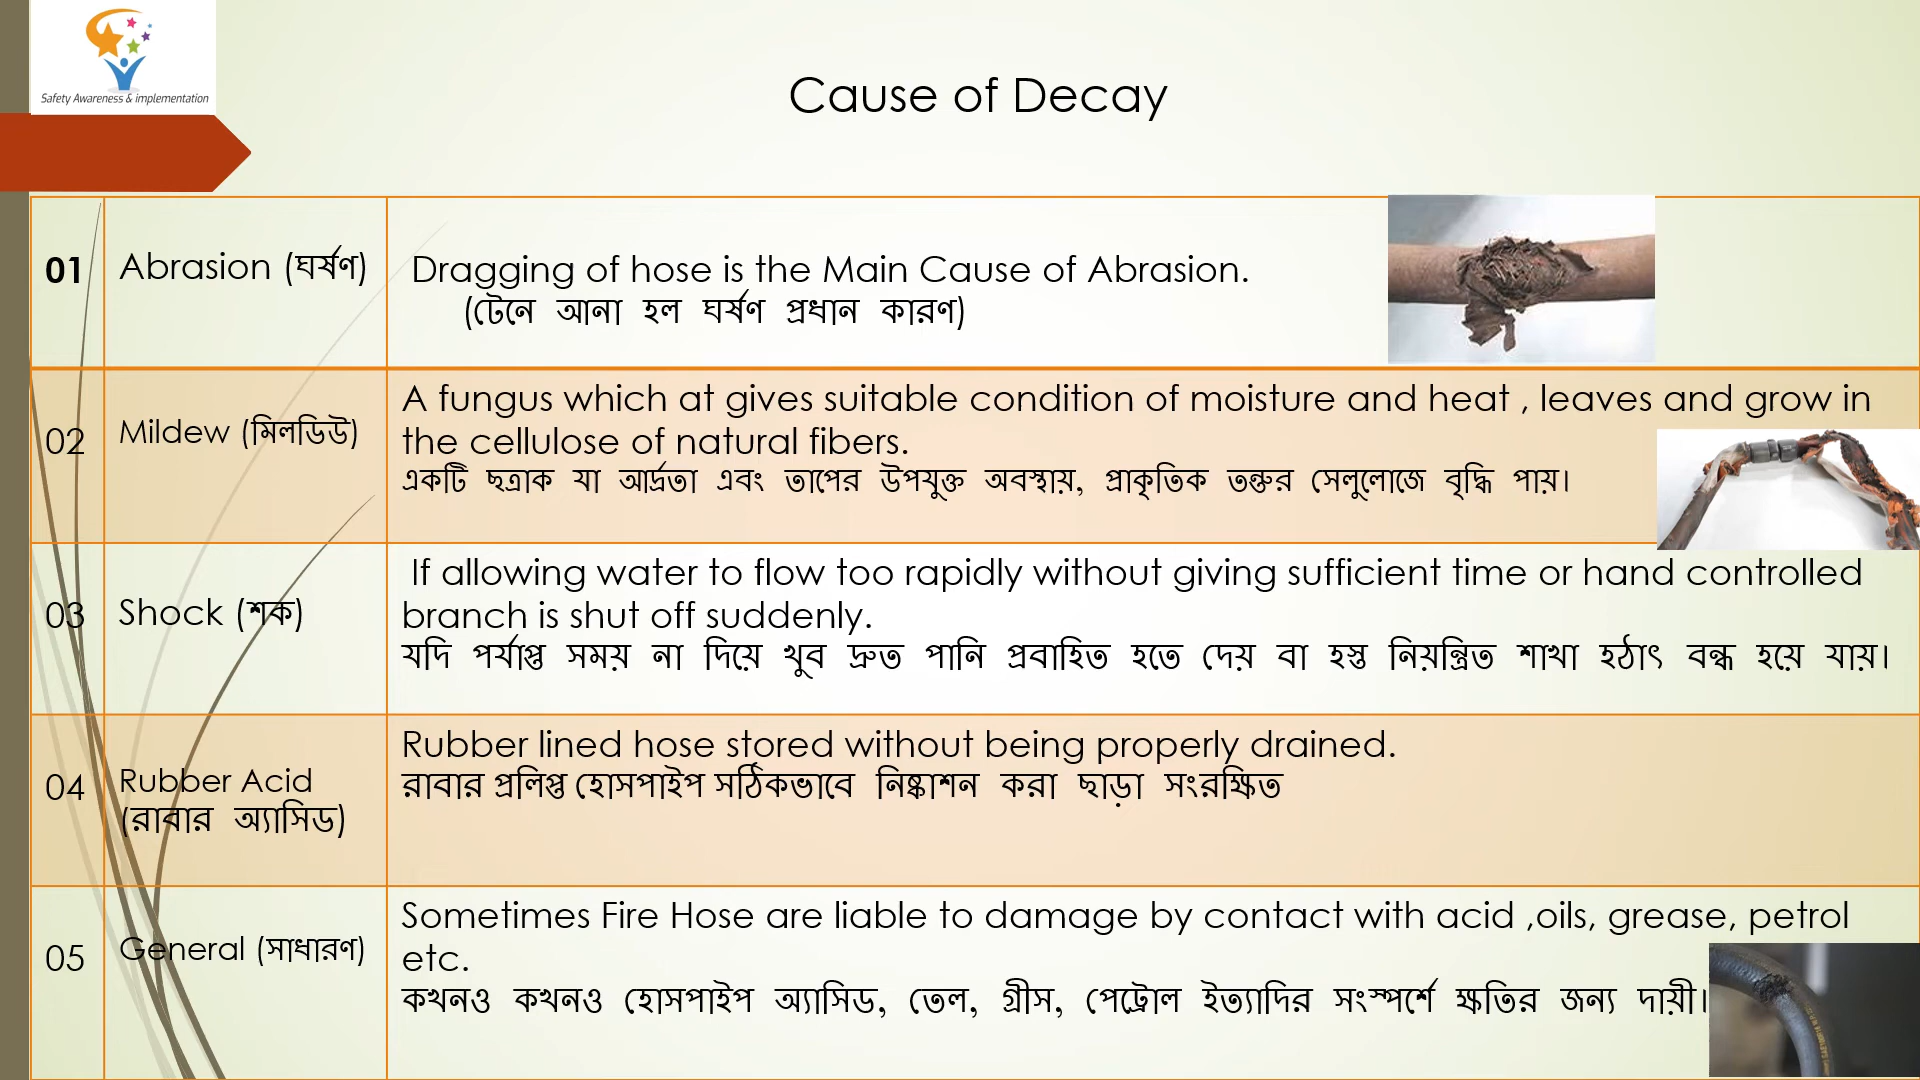 Safety Awareness & implementation
Cause of Decay
01
Abrasion (ঘর্ষণ)
Dragging of hose is the Main Cause of Abrasion.
(টেনে আনা হল ঘর্ষণ প্রধান কারণ)
02
Mildew (মিলডিউ)
A fungus which at gives suitable condition of moisture and heat , leaves and grow in
the cellulose of natural fibers.
একটি ছত্রাক যা আর্দ্রতা এবং তাপের উপযুক্ত অবস্থায়, প্রাকৃতিক তন্তুর সেলুলোজে বৃদ্ধি পায়।
03
Shock (শক)
If allowing water to flow too rapidly without giving sufficient time or hand controlled
branch is shut off suddenly.
যদি পর্যাপ্ত সময় না দিয়ে খুব দ্রুত পানি প্রবাহিত হতে দেয় বা হস্ত নিয়ন্ত্রিত শাখা হঠাৎ বন্ধ হয়ে যায়।
04
Rubber Acid
(রাবার অ্যাসিড)
Rubber lined hose stored without being properly drained.
রাবার প্রলিপ্ত হোসপাইপ সঠিকভাবে নিষ্কাশন করা ছাড়া সংরক্ষিত
05
General (সাধারণ)
Sometimes Fire Hose are liable to damage by contact with acid ,oils, grease, petrol
etc.
কখনও কখনও হোসপাইপ অ্যাসিড, তেল, গ্রীস, পেট্রোল ইত্যাদির সংস্পর্শে ক্ষতির জন্য দায়ী।